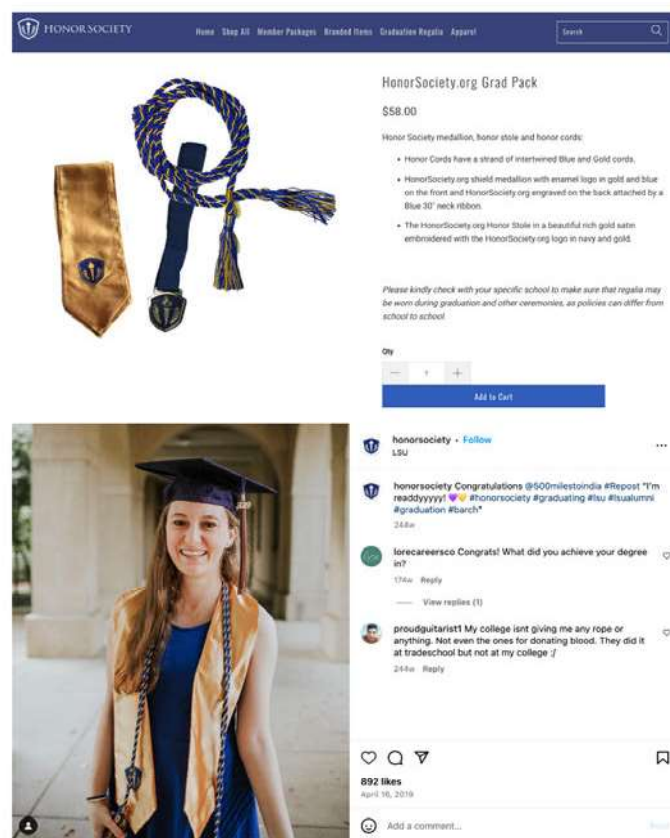 HONORSOCIETY
Home Shop All Member Packages Branded Items Graduation Regalia Apparel
Search
HonorSociety.org Grad Pack
$58.00
Honor Society medallion, honor stole and honor cords:
• Honor Cords have a strand of intertwined Blue and Gold cords.
• HonorSociety.org shield medallion with enamel logo in gold and blue
on the front and HonorSociety.org engraved on the back attached by a
Blue 30" neck ribbon.
• The HonorSociety.org Honor Stole in a beautiful rich gold satin
embroidered with the HonorSociety.org logo in navy and gold.
Please kindly check with your specific school to make sure that regalia may
be worn during graduation and other ceremonies, as policies can differ from
school to school.
Qty
— +
Add to Cart
honorsociety • Follow
LSU
honorsociety Congratulations @500milestoindia #Repost "I'm
readdyyyyy! 💜💛 #honorsociety #graduating #lsu #lsualumni
#graduation #barch"
244w
lorecareersco Congrats! What did you achieve your degree
in?
174w Reply
View replies (1)
proudguitarist1 My college isnt giving me any rope or
anything. Not even the ones for donating blood. They did it
at tradeschool but not at my college :/
244w Reply
892 likes
April 16, 2019
Add a comment...